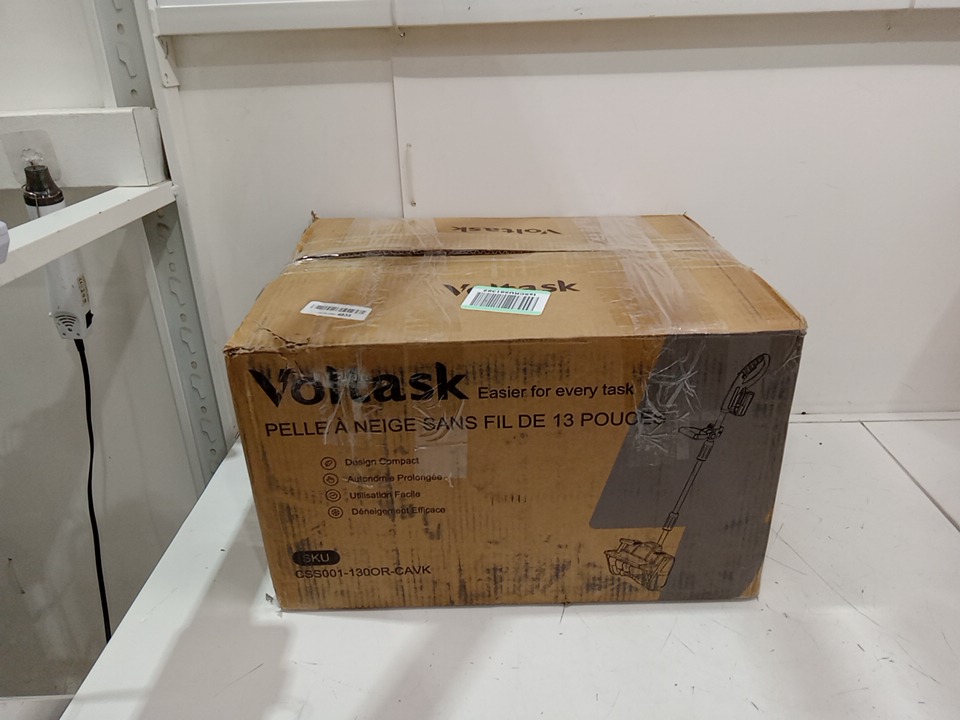 Voltask
Voltask
Voltask Easier for every task
PELLE À NEIGE SANS FIL DE 13 POUCES
Design Compact
Autonomie Prolongée
Utilisation Facile
Déneigement Efficace
SKU
CSS001-130OR-CAVK